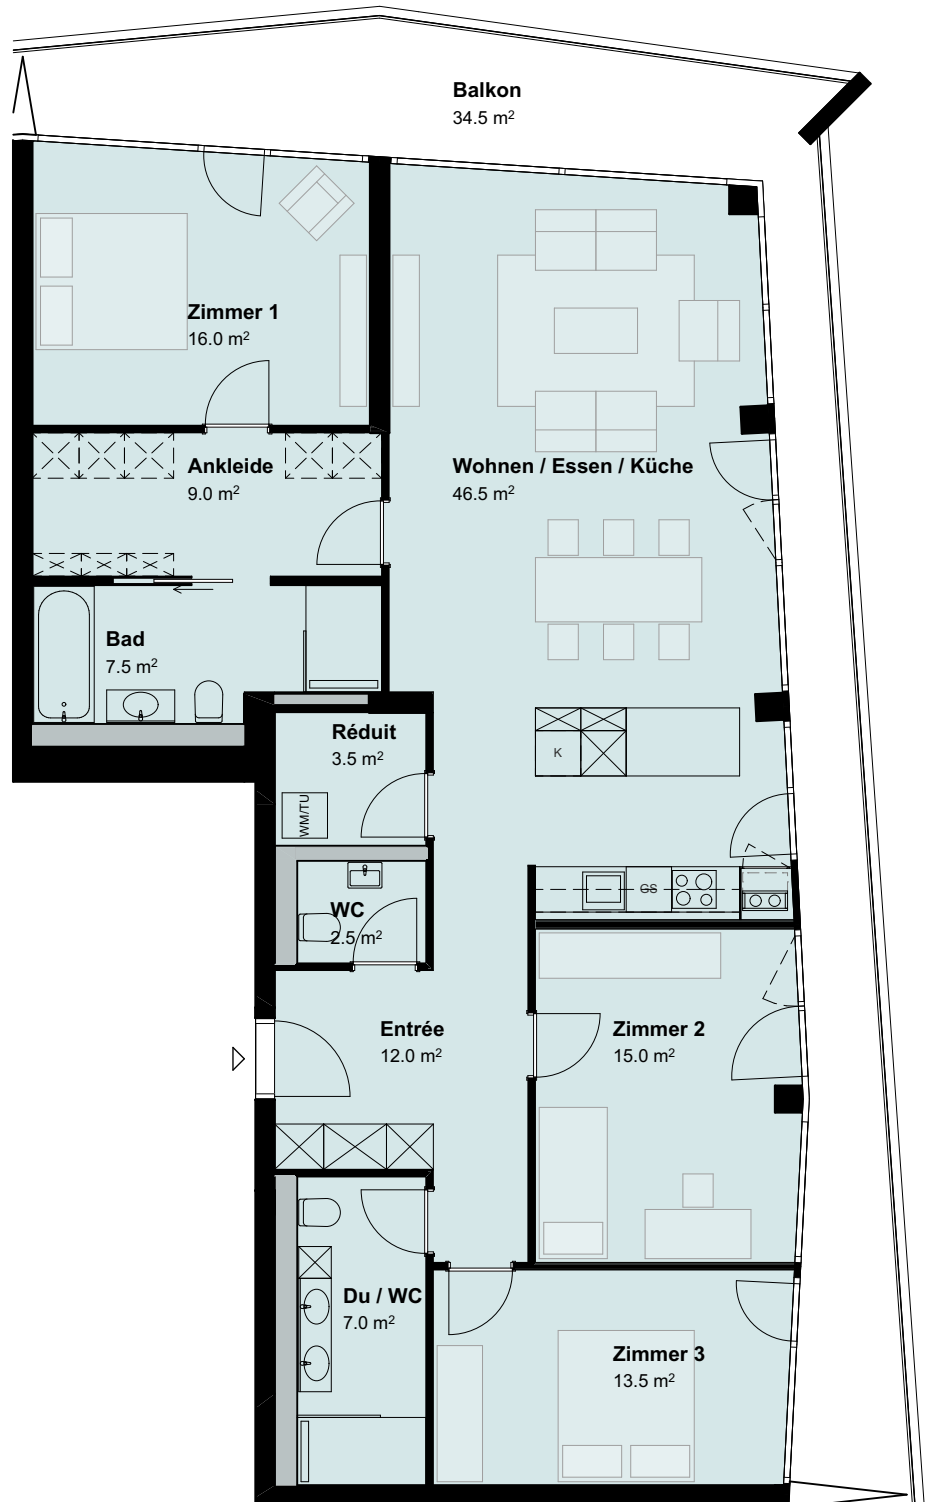 Balkon
34.5 m²
Zimmer 1
16.0 m²
Ankleide
9.0 m²
Wohnen / Essen / Küche
46.5 m²
Bad
7.5 m²
Réduit
3.5 m²
K
WM/TU
GS
WC
2.5 m²
Entrée
12.0 m²
Zimmer 2
15.0 m²
Du / WC
7.0 m²
Zimmer 3
13.5 m²